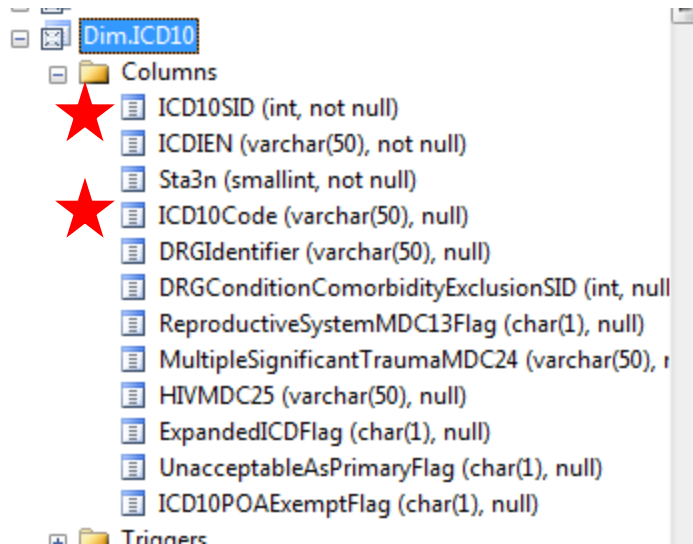 Dim.ICD10
Columns
ICD10SID (int, not null)
ICDIEN (varchar(50), not null)
Sta3n (smallint, not null)
ICD10Code (varchar(50), null)
DRGIdentifier (varchar(50), null)
DRGConditionComorbidityExclusionSID (int, null
ReproductiveSystemMDC13Flag (char(1), null)
MultipleSignificantTraumaMDC24 (varchar(50),
HIVMDC25 (varchar(50), null)
ExpandedICDFlag (char(1), null)
UnacceptableAsPrimaryFlag (char(1), null)
ICD10POAExemptFlag (char(1), null)
Triggers